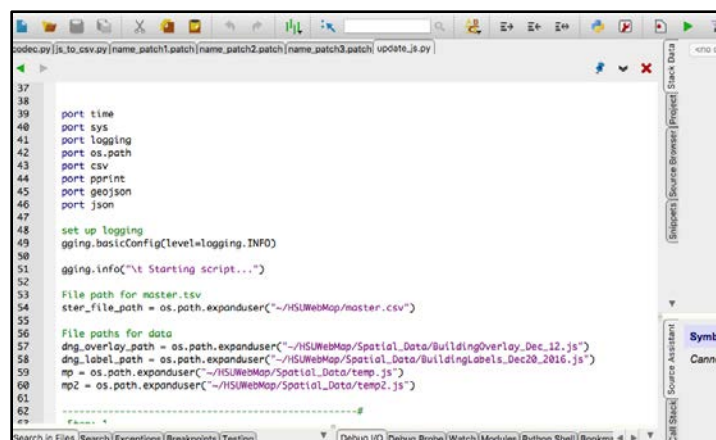 codec.py js_to_csv.py name_patch1.patch name_patch2.patch name_patch3.patch update_js.py
37
38
39 port time
40 port sys
41 port logging
42 port os.path
43 port csv
44 port pprint
45 port geojson
46 port json
47
48 set up logging
49 gging.basicConfig(level=logging.INFO)
50
51 gging.info("\t Starting script...")
52
53 File path for master.tsv
54 ster_file_path = os.path.expanduser("~/HSUWebMap/master.csv")
55
56 File paths for data
57 dng_overlay_path = os.path.expanduser("~/HSUWebMap/Spatial_Data/BuildingOverlay_Dec_12.js")
58 dng_label_path = os.path.expanduser("~/HSUWebMap/Spatial_Data/BuildingLabels_Dec20_2016.js")
59 mp = os.path.expanduser("~/HSUWebMap/Spatial_Data/temp.js")
60 mp2 = os.path.expanduser("~/HSUWebMap/Spatial_Data/temp2.js")
61
62 --------------------------------------------------#
Stack Data
Project
Source Browser
Snippets
<no
Source Assistant
Call Stack
Symb
Canno
Search in Files Search Exceptions Breakpoints Testing
Debug I/O Debug Probe Watch Modules Python Shell Bookma